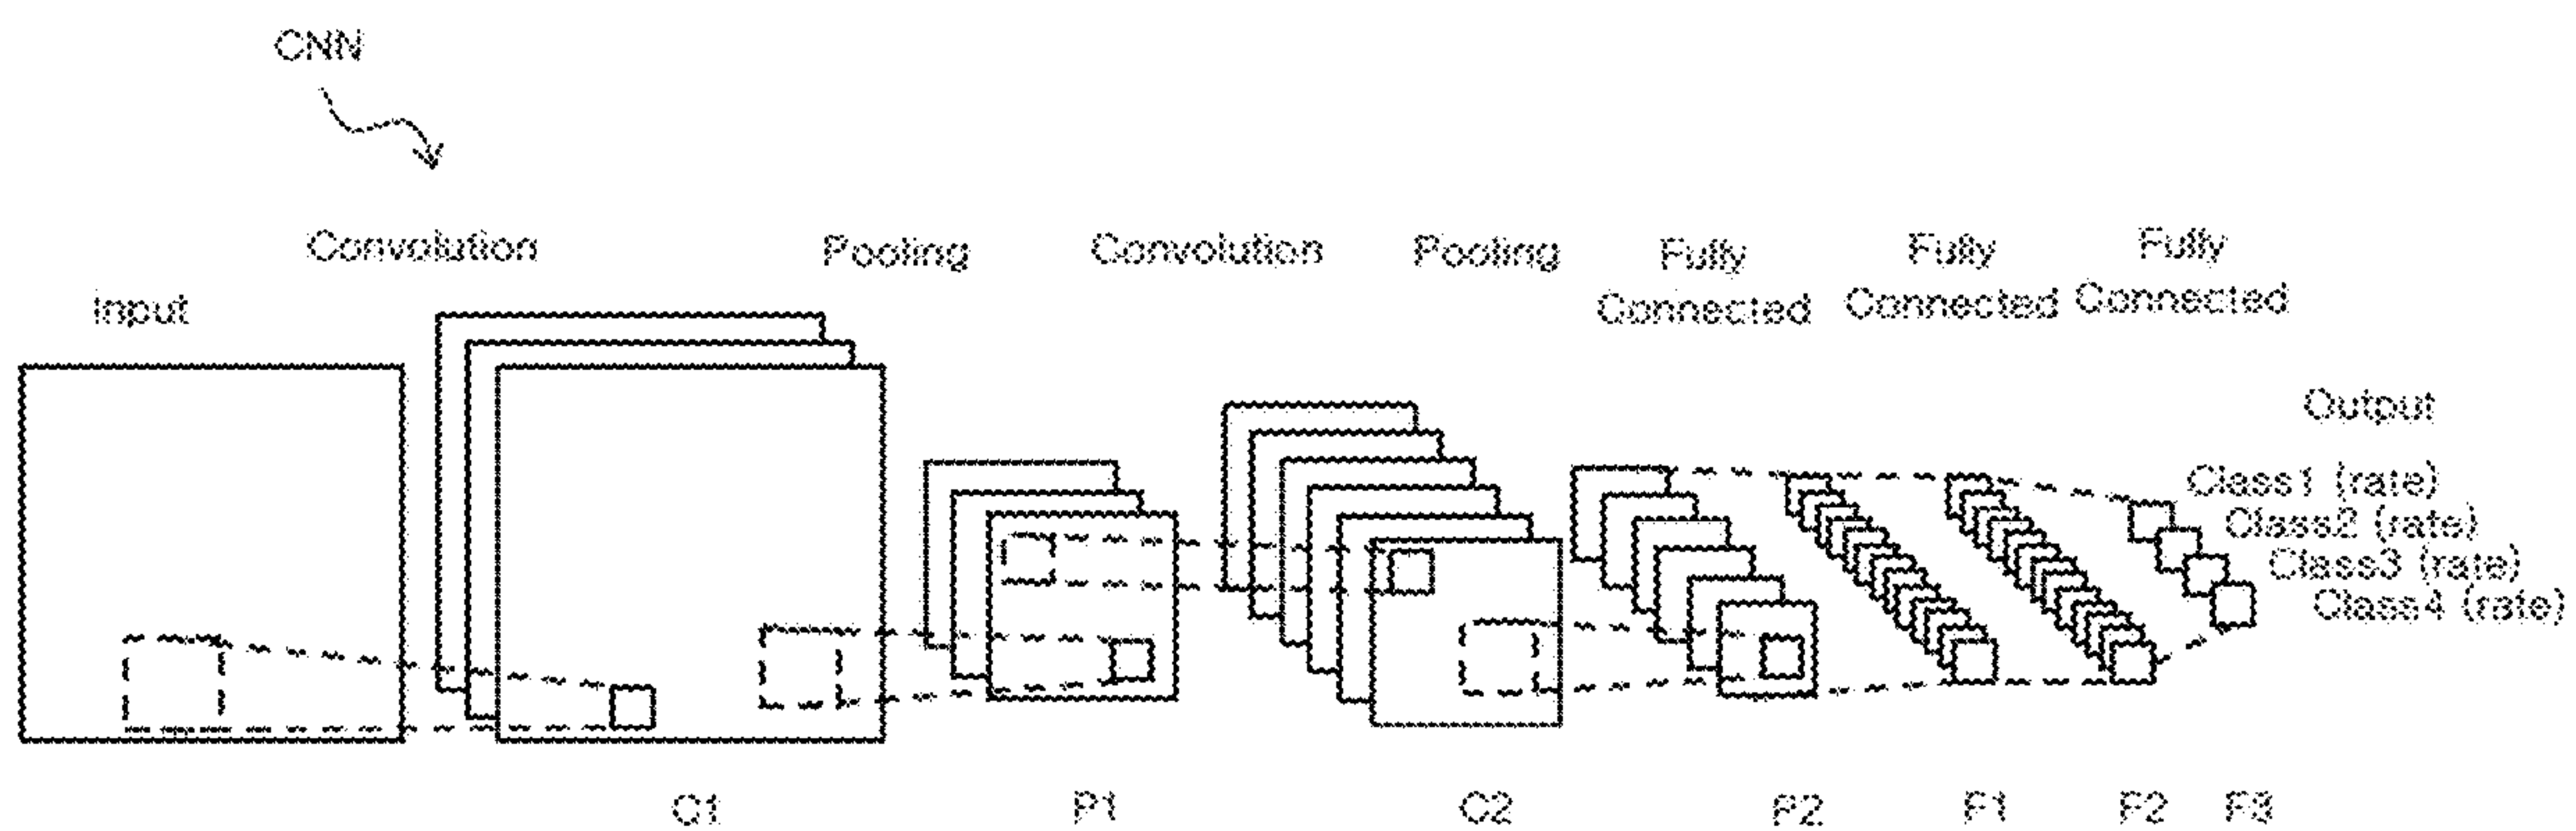 CNN
Convolution
Pooling
Convolution
Pooling
Fully
Connected
Fully
Connected
Fully
Connected
Input
Output
Class1 (rate)
Class2 (rate)
Class3 (rate)
Class4 (rate)
C1
P1
C2
P2
F1
F2
F3